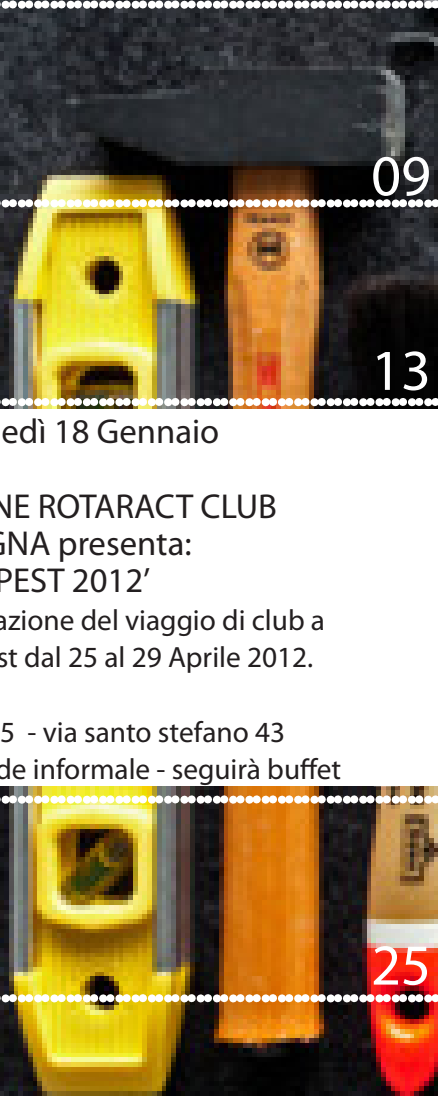 09
13
edì 18 Gennaio
NE ROTARACT CLUB
GNA presenta:
PEST 2012’
azione del viaggio di club a
st dal 25 al 29 Aprile 2012.
5 - via santo stefano 43
de informale - seguirà buffet
25